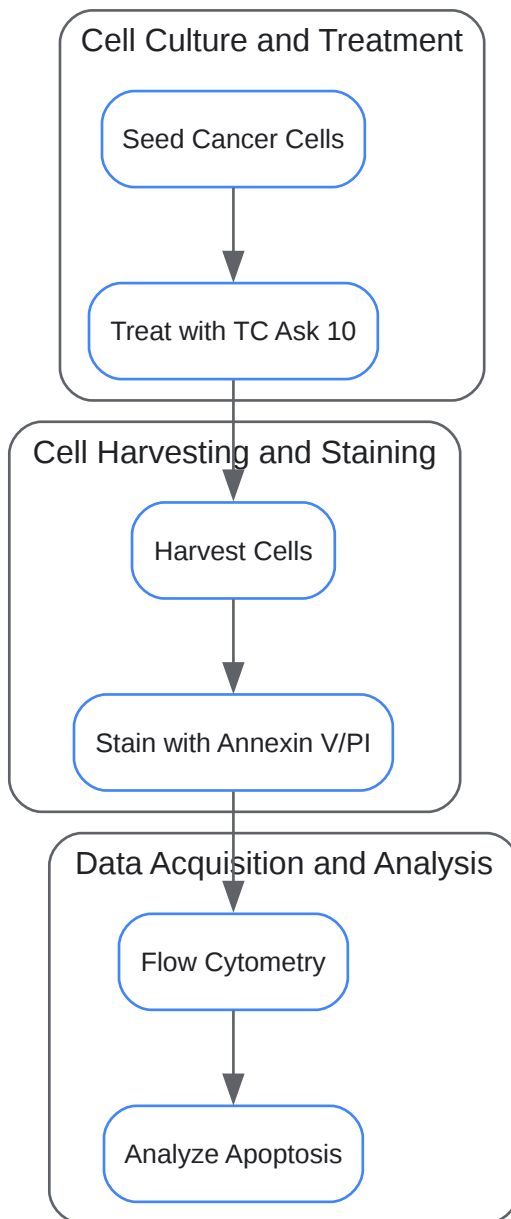 Cell Culture and Treatment
Seed Cancer Cells
Treat with TC Ask 10
Cell Harvesting and Staining
Harvest Cells
Stain with Annexin V/PI
Data Acquisition and Analysis
Flow Cytometry
Analyze Apoptosis